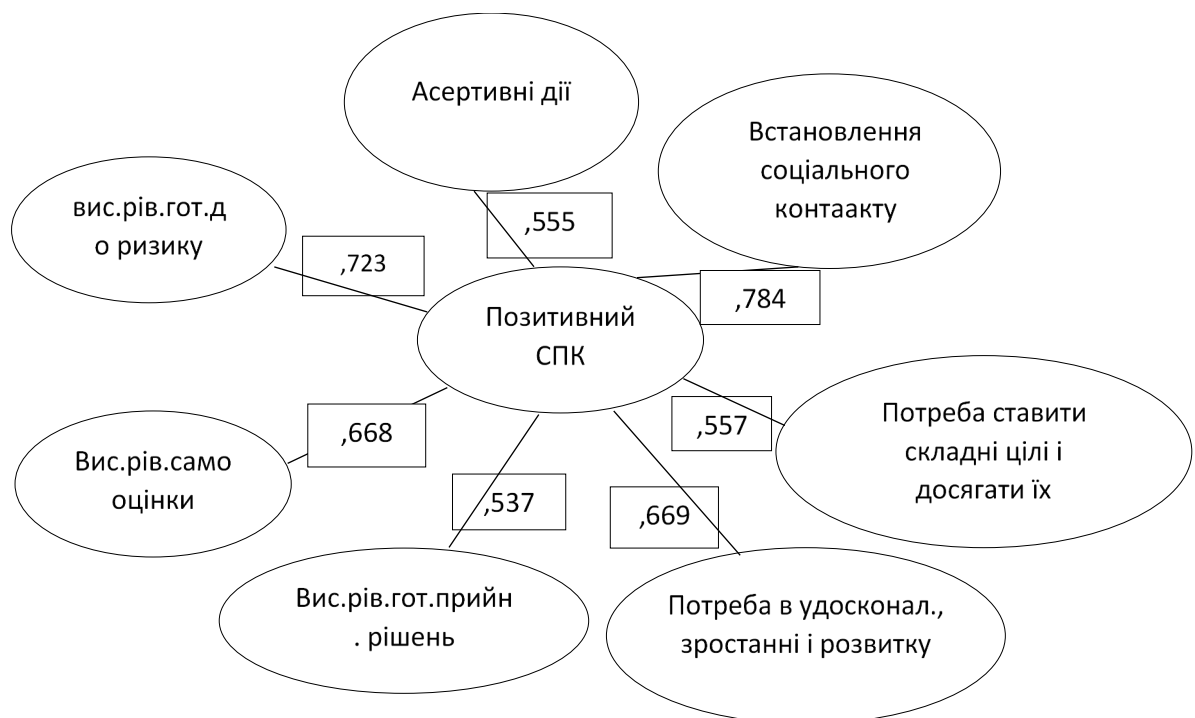 Асертивні дії
Встановлення
соціального
контаакту
вис.рів.гот.д
о ризику
,555
,723
,784
Позитивний
СПК
Потреба ставити
складні цілі і
досягати їх
,557
,668
Вис.рів.само
оцінки
,537
,669
Вис.рів.гот.прийн
. рішень
Потреба в удосконал.,
зростанні і розвитку